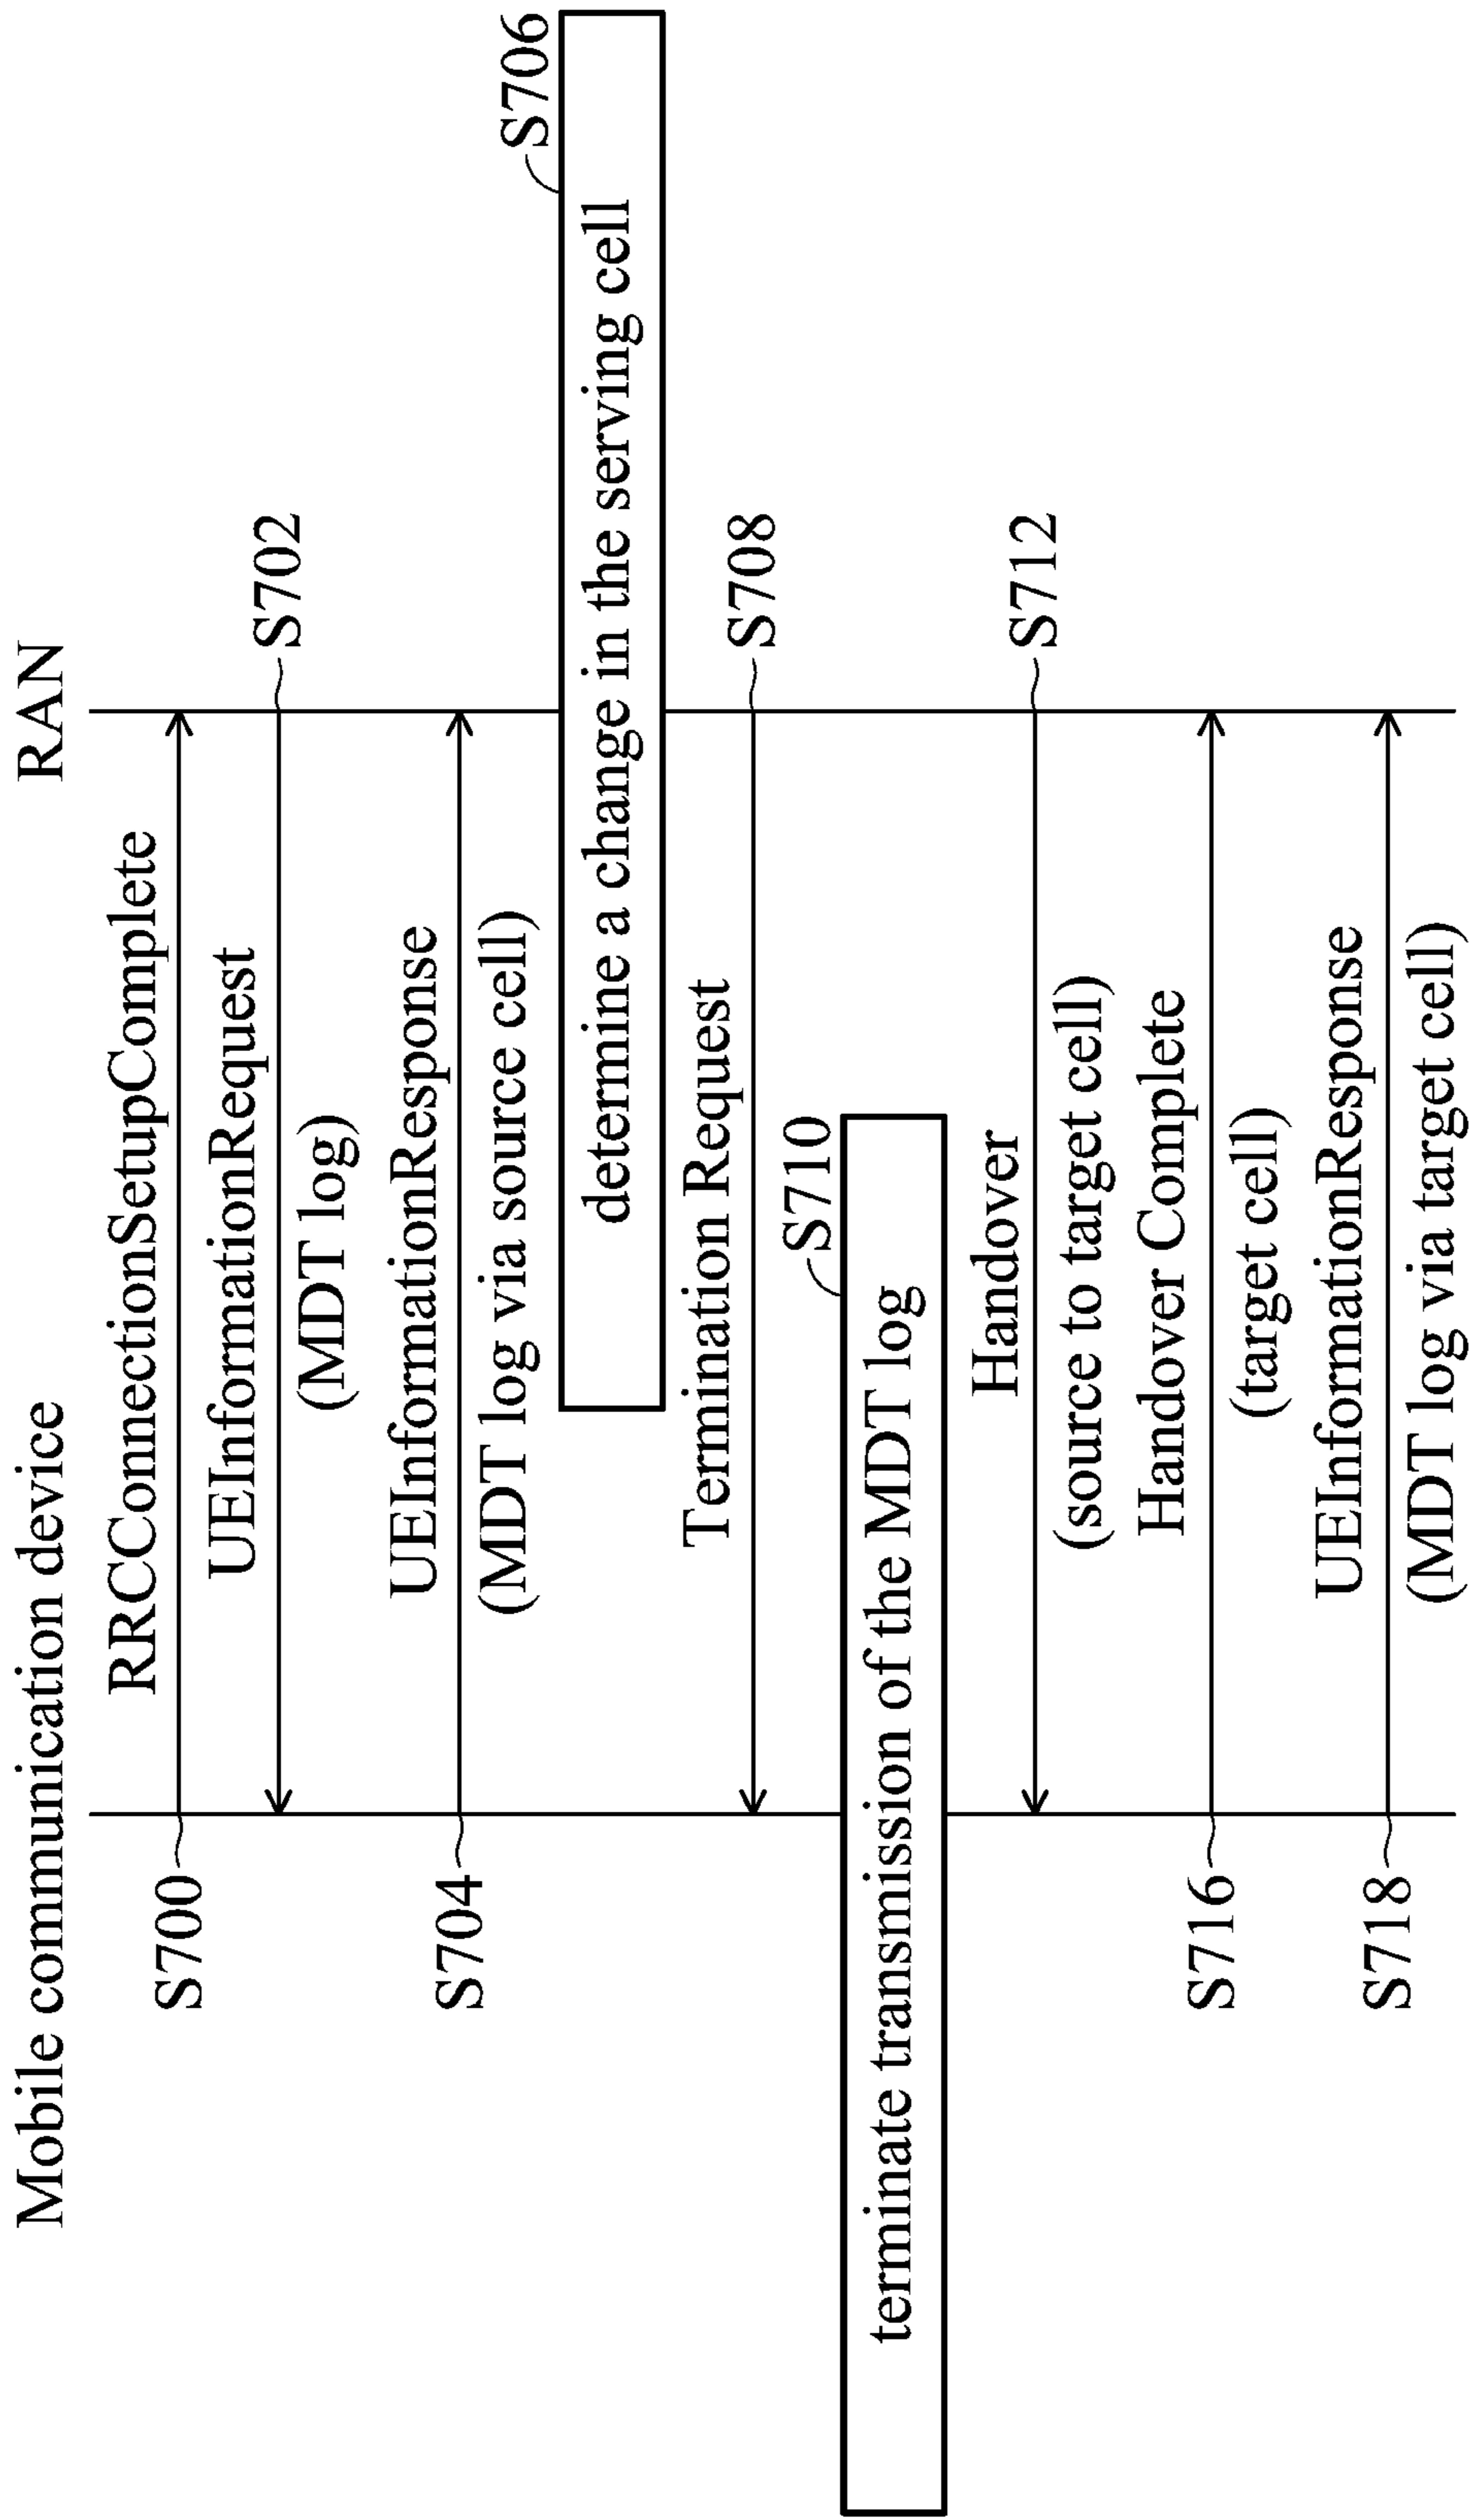 Mobile communication device
RAN
RRCConnectionSetupComplete
S700
UEInformationRequest
S702
(MDT log)
UEInformationResponse
S704
(MDT log via source cell)
S706
determine a change in the serving cell
Termination Request
S708
S710
terminate transmission of the MDT log
Handover
S712
(source to target cell)
Handover Complete
S716
(target cell)
UEInformationResponse
S718
(MDT log via target cell)